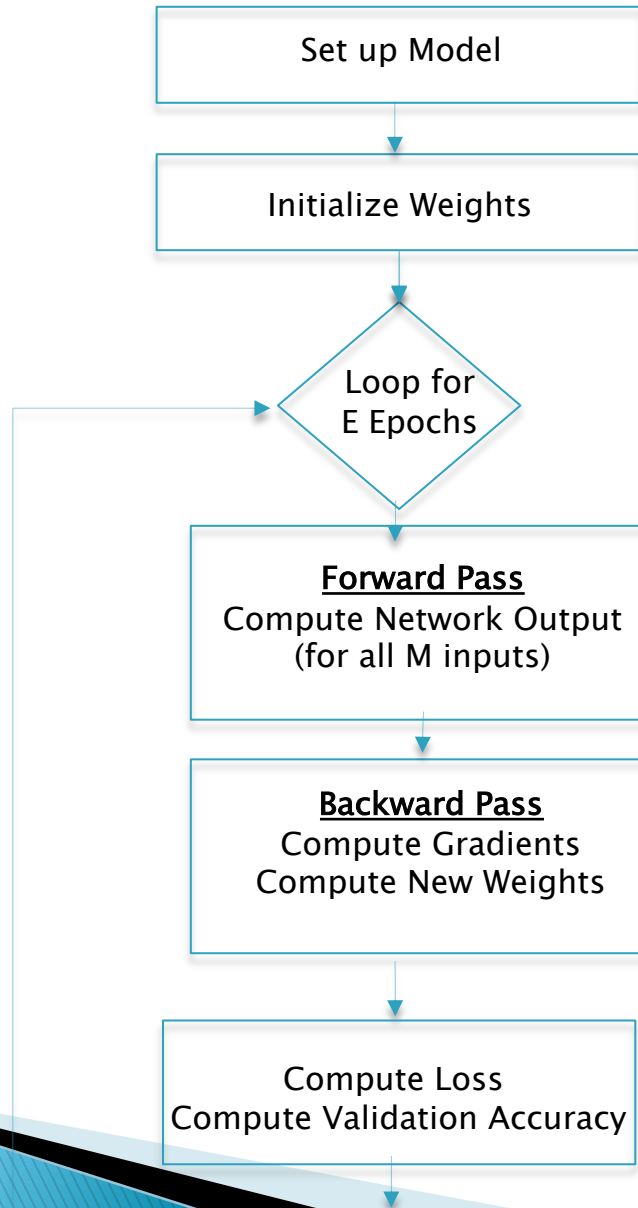 Set up Model
Initialize Weights
Loop for
E Epochs
Forward Pass
Compute Network Output
(for all M inputs)
Backward Pass
Compute Gradients
Compute New Weights
Compute Loss
Compute Validation Accuracy